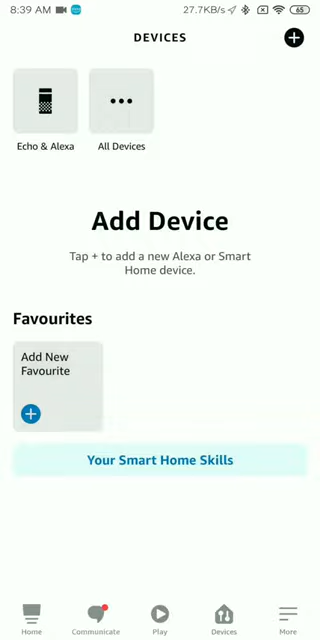 8:39 AM
27.7KB/s
65
DEVICES
Echo & Alexa
All Devices
Add Device
Tap + to add a new Alexa or Smart
Home device.
Favourites
Add New
Favourite
Your Smart Home Skills
Home
Communicate
Play
Devices
More